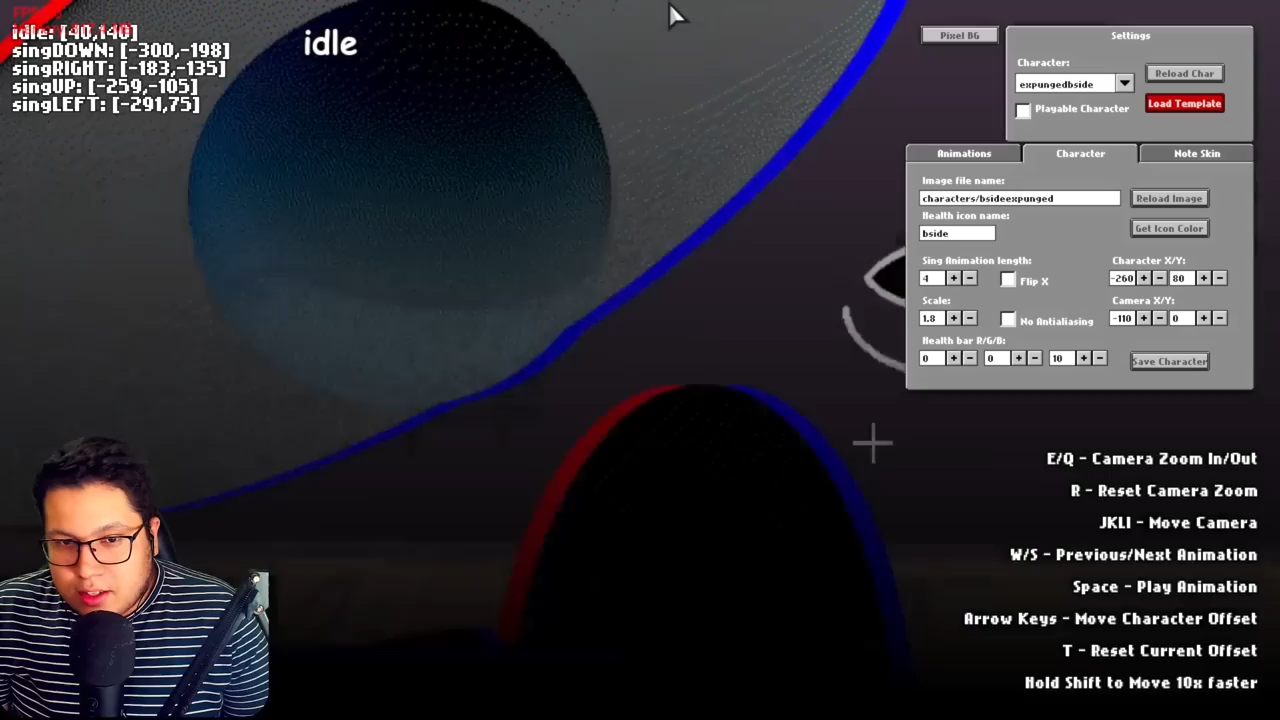 idle: [40,140]
singDOWN: [-300,-198]
singRIGHT: [-183,-135]
singUP: [-259,-105]
singLEFT: [-291,75]
idle
Pixel BG
Settings
Character:
expungedbside
Reload Char
Playable Character
Load Template
Animations
Character
Note Skin
Image file name:
characters/bsideexpunged
Reload Image
Health icon name:
bside
Get Icon Color
Sing Animation length:
Character X/Y:
4 + -
Flip X
-260 + - 80 + -
Scale:
Camera X/Y:
1.8 + -
No Antialiasing
-110 + - 0 + -
Health bar R/G/B:
0 + - 0 + - 10 + -
Save Character
E/Q - Camera Zoom In/Out
R - Reset Camera Zoom
JKLI - Move Camera
W/S - Previous/Next Animation
Space - Play Animation
Arrow Keys - Move Character Offset
T - Reset Current Offset
Hold Shift to Move 10x faster